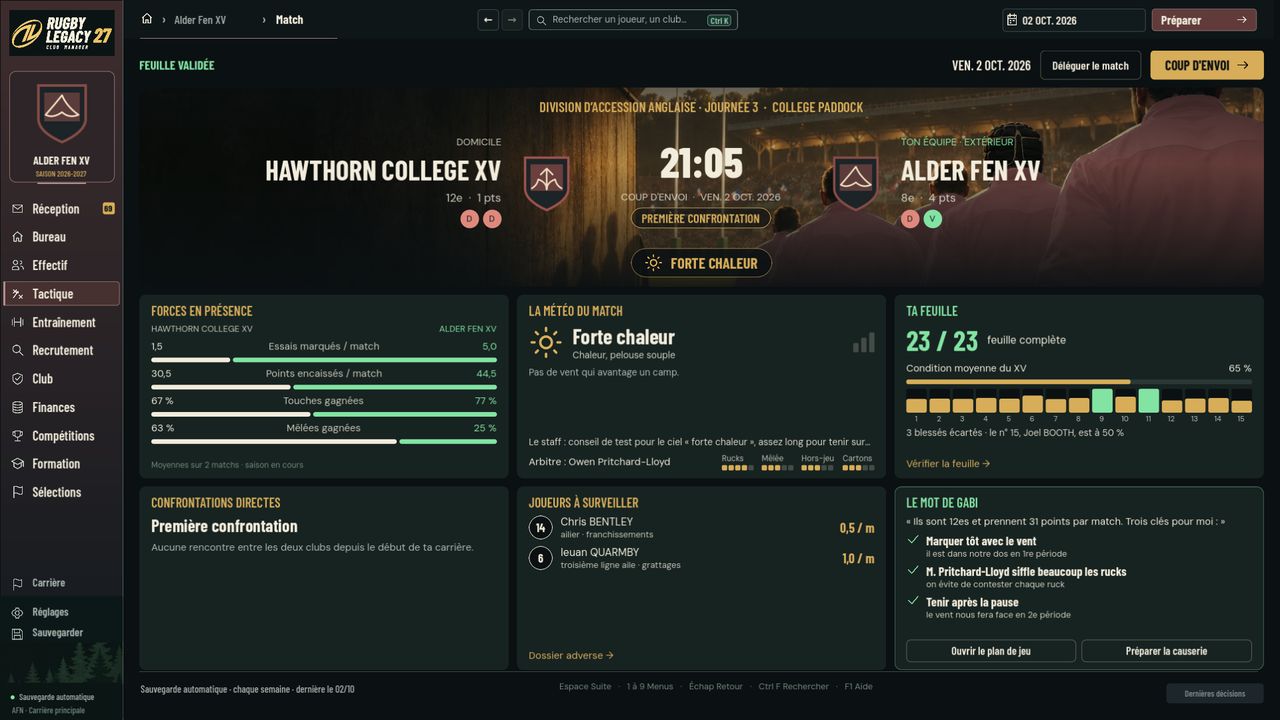 RUGBY
LEGACY 27
CLUB MANAGER
Alder Fen XV
Match
Rechercher un joueur, un club...
Ctrl K
02 OCT. 2026
Préparer
ALDER FEN XV
SAISON 2026-2027
Réception
Bureau
Effectif
Tactique
Entraînement
Recrutement
Club
Finances
Compétitions
Formation
Sélections
Carrière
Réglages
Sauvegarder
Sauvegarde automatique
AFN · Carrière principale
FEUILLE VALIDÉE
VEN. 2 OCT. 2026
Déléguer le match
COUP D'ENVOI →
DIVISION D'ACCESSION ANGLAISE · JOURNÉE 3 · COLLEGE PADDOCK
DOMICILE
HAWTHORN COLLEGE XV
12e · 1 pts
D D
21:05
COUP D'ENVOI · VEN. 2 OCT. 2026
PREMIÈRE CONFRONTATION
FORTE CHALEUR
TON ÉQUIPE · EXTÉRIEUR
ALDER FEN XV
8e · 4 pts
D V
FORCES EN PRÉSENCE
HAWTHORN COLLEGE XV ALDER FEN XV
1,5 Essais marqués / match 5,0
30,5 Points encaissés / match 44,5
67 % Touches gagnées 77 %
63 % Mêlées gagnées 25 %
Moyennes sur 2 matchs · saison en cours
LA MÉTÉO DU MATCH
Forte chaleur
Chaleur, pelouse souple
Pas de vent qui avantage un camp.
Le staff : conseil de test pour le ciel « forte chaleur », assez long pour tenir sur...
Arbitre : Owen Pritchard-Lloyd
Rucks Mêlée Hors-jeu Cartons
TA FEUILLE
23 / 23 feuille complète
Condition moyenne du XV 65 %
1 2 3 4 5 6 7 8 9 10 11 12 13 14 15
3 blessés écartés · le n° 15, Joel BOOTH, est à 50 %
Vérifier la feuille →
CONFRONTATIONS DIRECTES
Première confrontation
Aucune rencontre entre les deux clubs depuis le début de ta carrière.
JOUEURS À SURVEILLER
14 Chris BENTLEY 0,5 / m
ailier · franchissements
6 Ieuan QUARMBY 1,0 / m
troisième ligne aile · grattages
Dossier adverse →
LE MOT DE GABI
« Ils sont 12es et prennent 31 points par match. Trois clés pour moi : »
Marquer tôt avec le vent
il est dans notre dos en 1re période
M. Pritchard-Lloyd siffle beaucoup les rucks
on évite de contester chaque ruck
Tenir après la pause
le vent nous fera face en 2e période
Ouvrir le plan de jeu
Préparer la causerie
Sauvegarde automatique · chaque semaine · dernière le 02/10
Espace Suite · 1 à 9 Menus · Échap Retour · Ctrl F Rechercher · F1 Aide
Dernières décisions